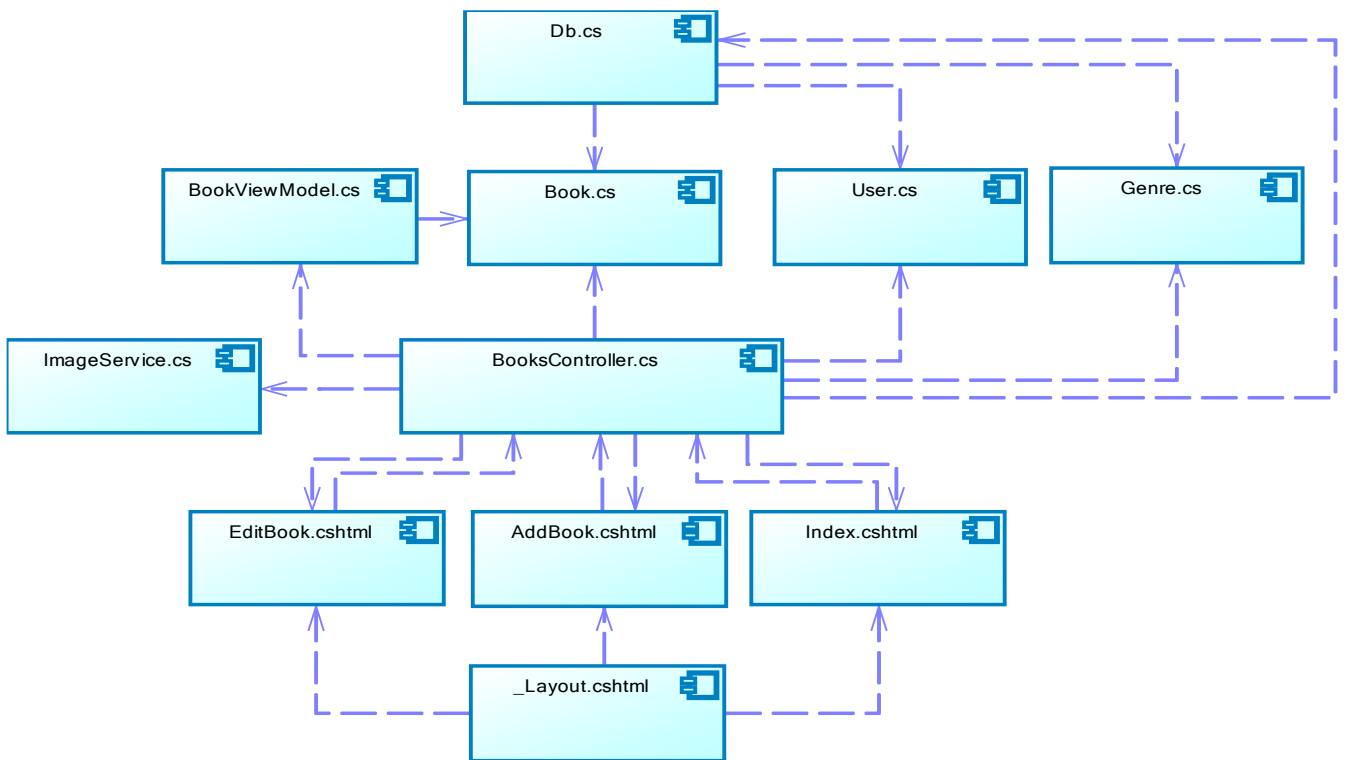 Db.cs
BookViewModel.cs
Book.cs
User.cs
Genre.cs
ImageService.cs
BooksController.cs
EditBook.cshtml
AddBook.cshtml
Index.cshtml
_Layout.cshtml